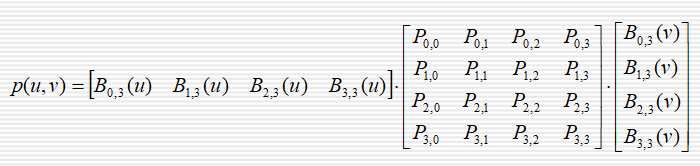 p(u,v) = [B₀,₃(u) B₁,₃(u) B₂,₃(u) B₃,₃(u)] · [P₀,₀ P₀,₁ P₀,₂ P₀,₃
P₁,₀ P₁,₁ P₁,₂ P₁,₃
P₂,₀ P₂,₁ P₂,₂ P₂,₃
P₃,₀ P₃,₁ P₃,₂ P₃,₃] · [B₀,₃(v)
B₁,₃(v)
B₂,₃(v)
B₃,₃(v)]